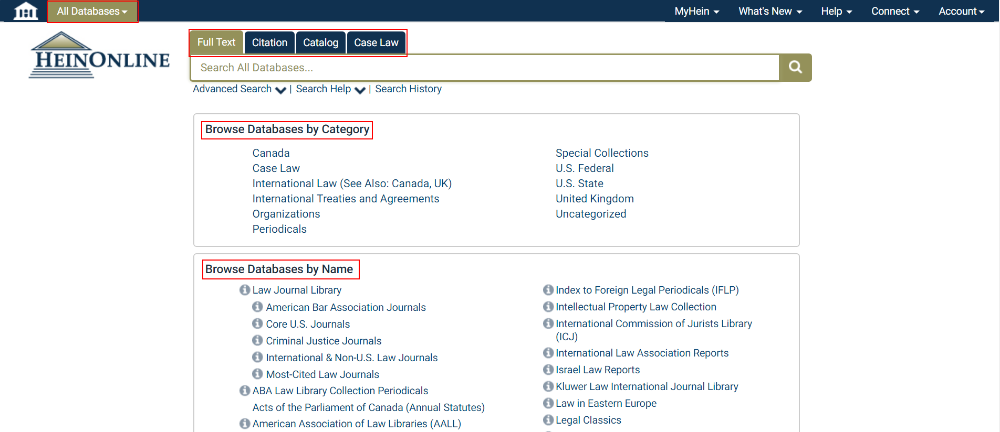 All Databases
MyHein
What's New
Help
Connect
Account
HEINONLINE
Full Text
Citation
Catalog
Case Law
Search All Databases...
Advanced Search | Search Help | Search History
Browse Databases by Category
Canada
Case Law
International Law (See Also: Canada, UK)
International Treaties and Agreements
Organizations
Periodicals
Special Collections
U.S. Federal
U.S. State
United Kingdom
Uncategorized
Browse Databases by Name
Law Journal Library
American Bar Association Journals
Core U.S. Journals
Criminal Justice Journals
International & Non-U.S. Law Journals
Most-Cited Law Journals
ABA Law Library Collection Periodicals
Acts of the Parliament of Canada (Annual Statutes)
American Association of Law Libraries (AALL)
Index to Foreign Legal Periodicals (IFLP)
Intellectual Property Law Collection
International Commission of Jurists Library
(ICJ)
International Law Association Reports
Israel Law Reports
Kluwer Law International Journal Library
Law in Eastern Europe
Legal Classics